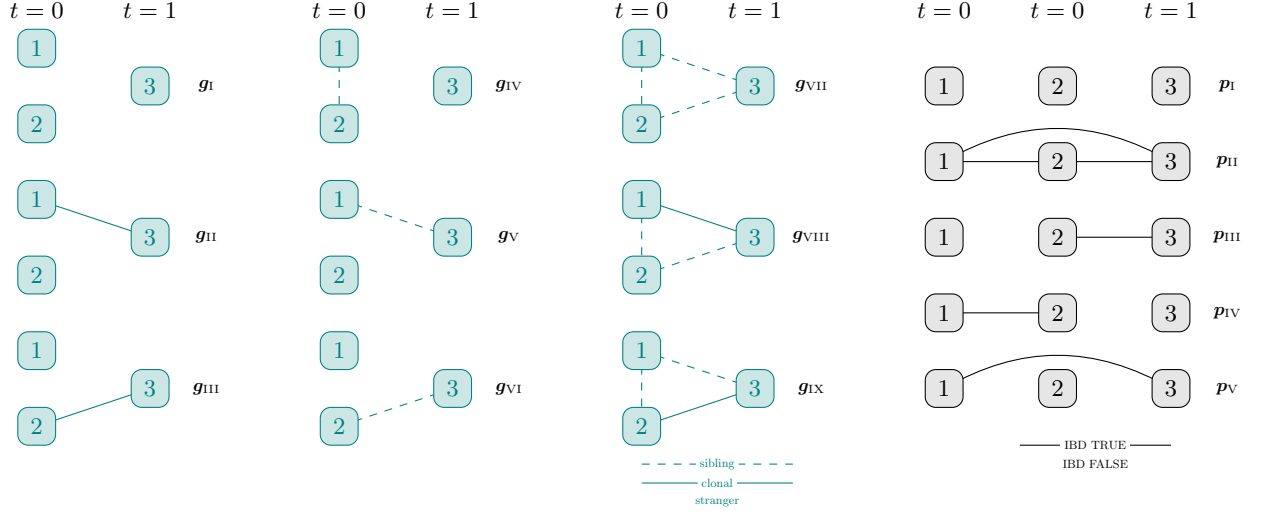 t = 0 t = 1 t = 0 t = 1 t = 0 t = 1 t = 0 t = 0 t = 1
1 1 1
3 g_I 3 g_IV 3 g_VII 1 2 3 p_I
2 2 2
1 2 3 p_II
1 1 1
3 g_II 3 g_V 3 g_VIII 1 2 3 p_III
2 2 2
1 2 3 p_IV
1 1 1
3 g_III 3 g_VI 3 g_IX 1 2 3 p_V
2 2 2
IBD TRUE
sibling IBD FALSE
clonal
stranger